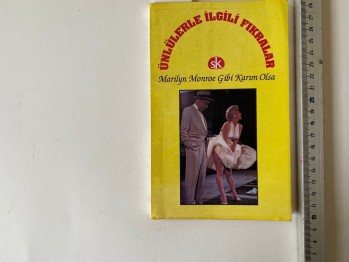 ÜNLÜLERLE İLGİLİ FIKRALAR
sk
Marilyn Monroe Gibi Karım Olsa